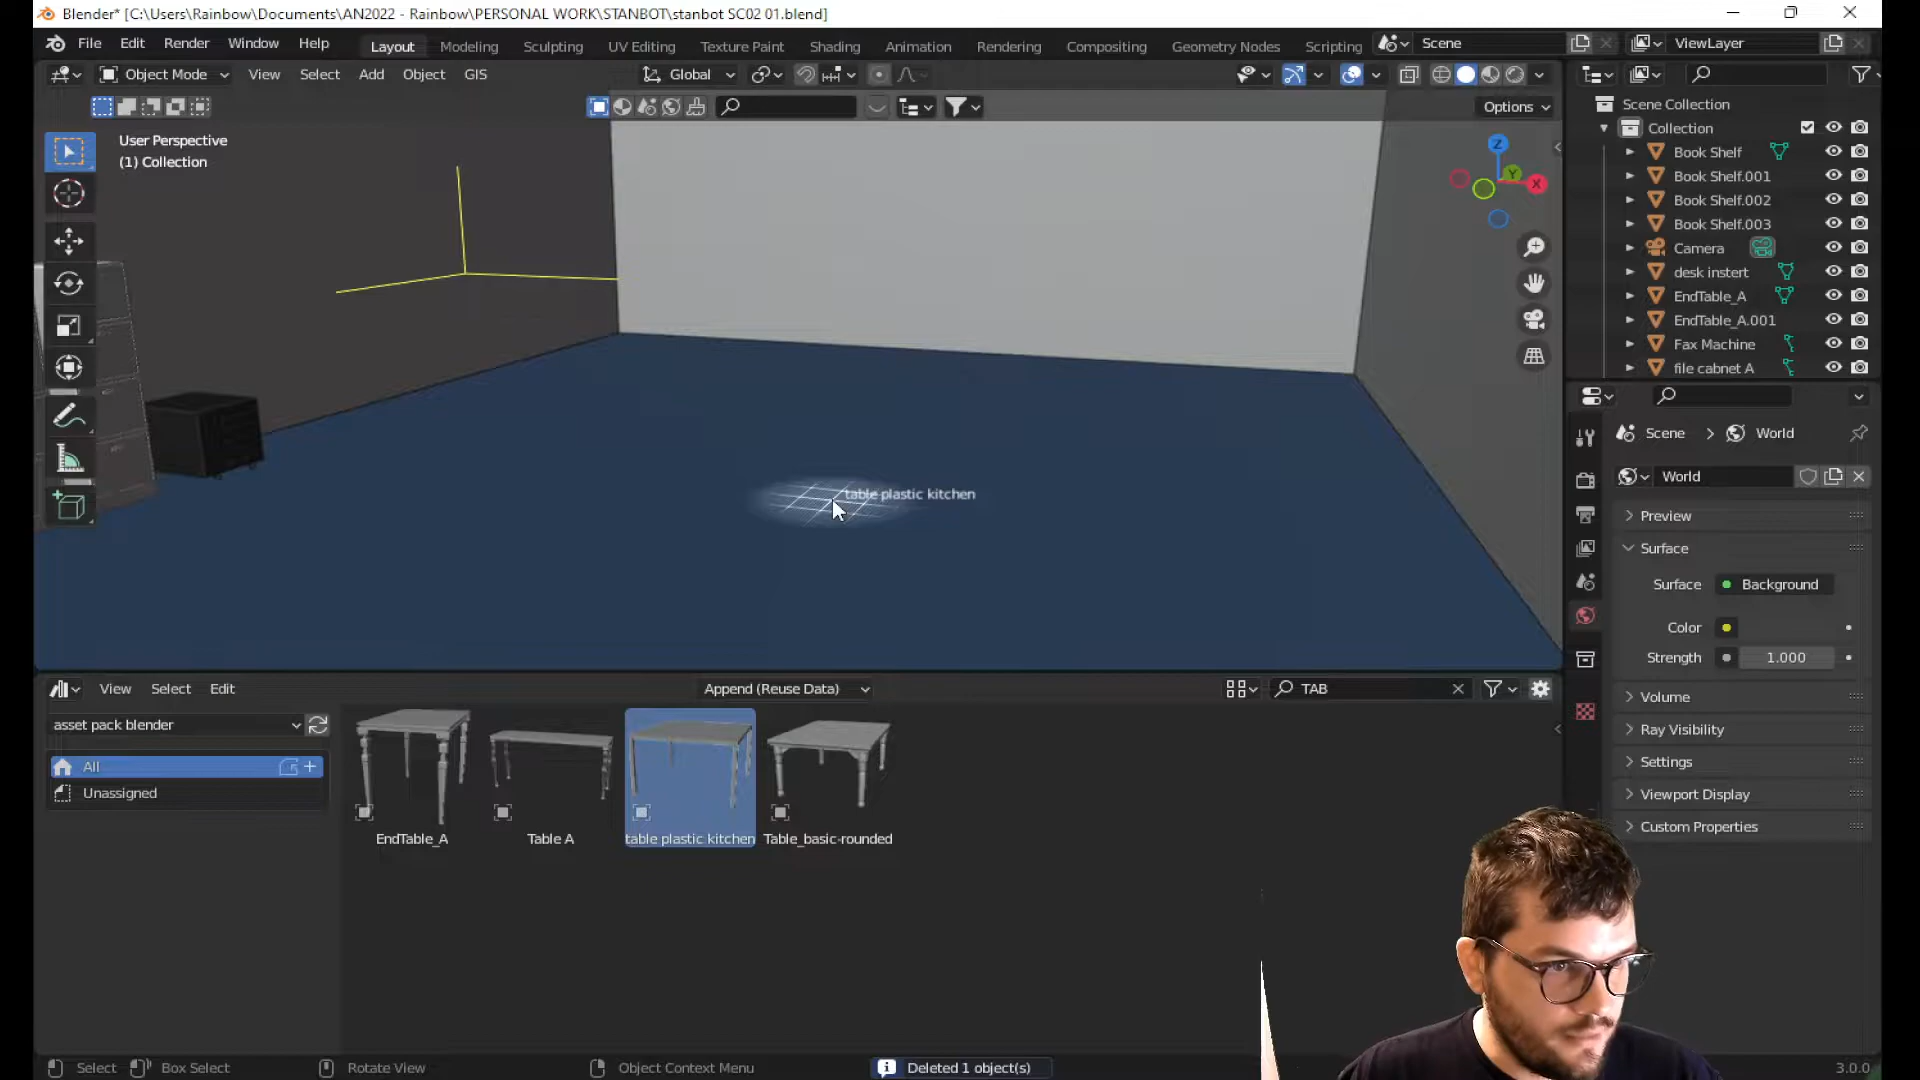 Blender* [C:\Users\Rainbow\Documents\AN2022 - Rainbow\PERSONAL WORK\STANBOT\stanbot SC02 01.blend]
File Edit Render Window Help Layout Modeling Sculpting UV Editing Texture Paint Shading Animation Rendering Compositing Geometry Nodes Scripting Scene ViewLayer
Object Mode View Select Add Object GIS Global
Options
User Perspective
(1) Collection
Z
Y
X
table plastic kitchen
Scene Collection
Collection
Book Shelf
Book Shelf.001
Book Shelf.002
Book Shelf.003
Camera
desk instert
EndTable_A
EndTable_A.001
Fax Machine
file cabnet A
Scene > World
World
Preview
Surface
Surface Background
Color
Strength 1.000
Volume
Ray Visibility
Settings
Viewport Display
Custom Properties
View Select Edit Append (Reuse Data) TAB
asset pack blender
All
Unassigned
EndTable_A
Table A
table plastic kitchen
Table_basic-rounded
Select Box Select Rotate View Object Context Menu Deleted 1 object(s) 3.0.0